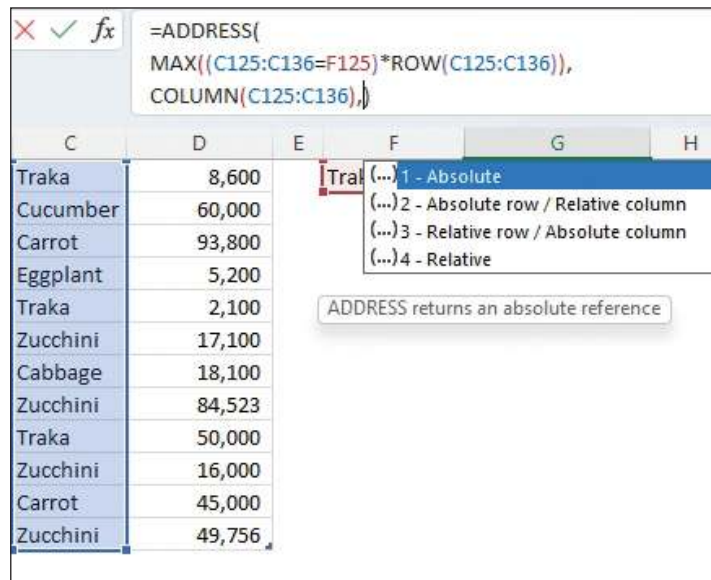 fx
=ADDRESS(
MAX((C125:C136=F125)*ROW(C125:C136)),
COLUMN(C125:C136),)
C D E F G H
Traka 8,600 Trak (...)1 - Absolute
Cucumber 60,000 (...)2 - Absolute row / Relative column
Carrot 93,800 (...)3 - Relative row / Absolute column
Eggplant 5,200 (...)4 - Relative
Traka 2,100 ADDRESS returns an absolute reference
Zucchini 17,100
Cabbage 18,100
Zucchini 84,523
Traka 50,000
Zucchini 16,000
Carrot 45,000
Zucchini 49,756